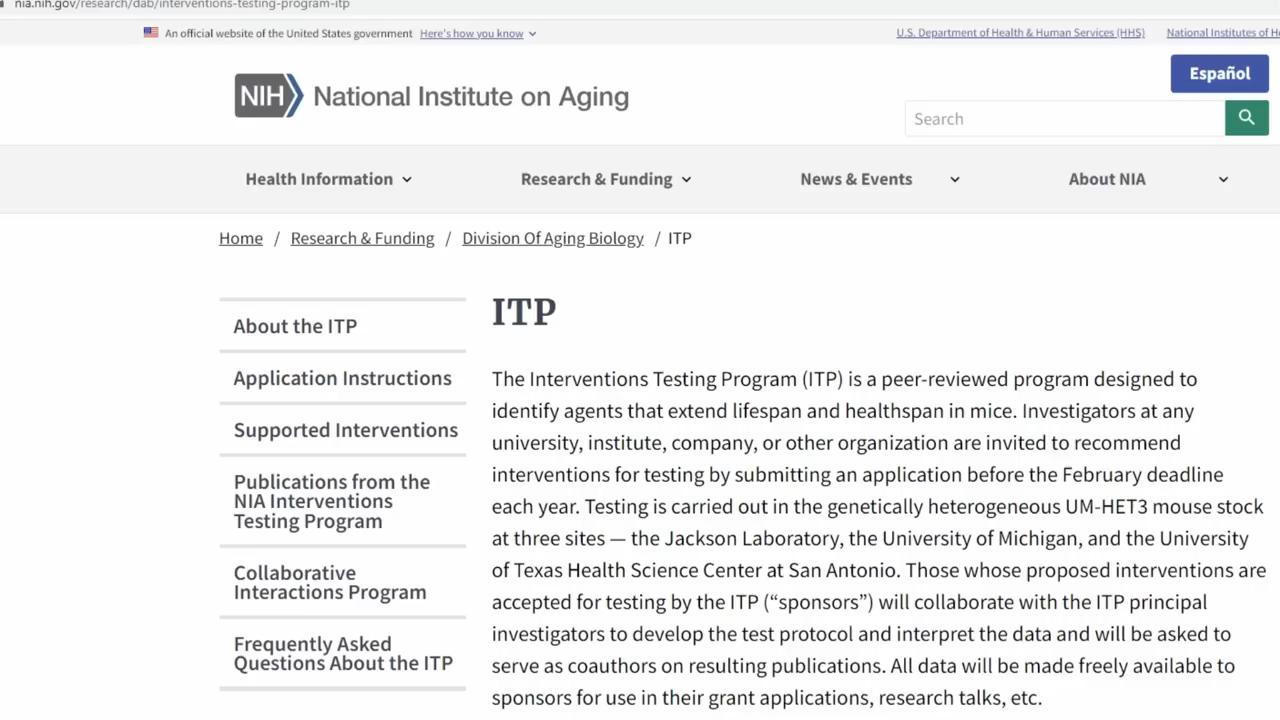 nia.nih.gov/research/dab/interventions-testing-program-itp
An official website of the United States government Here's how you know
U.S. Department of Health & Human Services (HHS) National Institutes of
NIH National Institute on Aging
Español
Search
Health Information Research & Funding News & Events About NIA
Home / Research & Funding / Division Of Aging Biology / ITP
About the ITP
Application Instructions
Supported Interventions
Publications from the
NIA Interventions
Testing Program
Collaborative
Interactions Program
Frequently Asked
Questions About the ITP
ITP
The Interventions Testing Program (ITP) is a peer-reviewed program designed to
identify agents that extend lifespan and healthspan in mice. Investigators at any
university, institute, company, or other organization are invited to recommend
interventions for testing by submitting an application before the February deadline
each year. Testing is carried out in the genetically heterogeneous UM-HET3 mouse stock
at three sites — the Jackson Laboratory, the University of Michigan, and the University
of Texas Health Science Center at San Antonio. Those whose proposed interventions are
accepted for testing by the ITP (“sponsors”) will collaborate with the ITP principal
investigators to develop the test protocol and interpret the data and will be asked to
serve as coauthors on resulting publications. All data will be made freely available to
sponsors for use in their grant applications, research talks, etc.